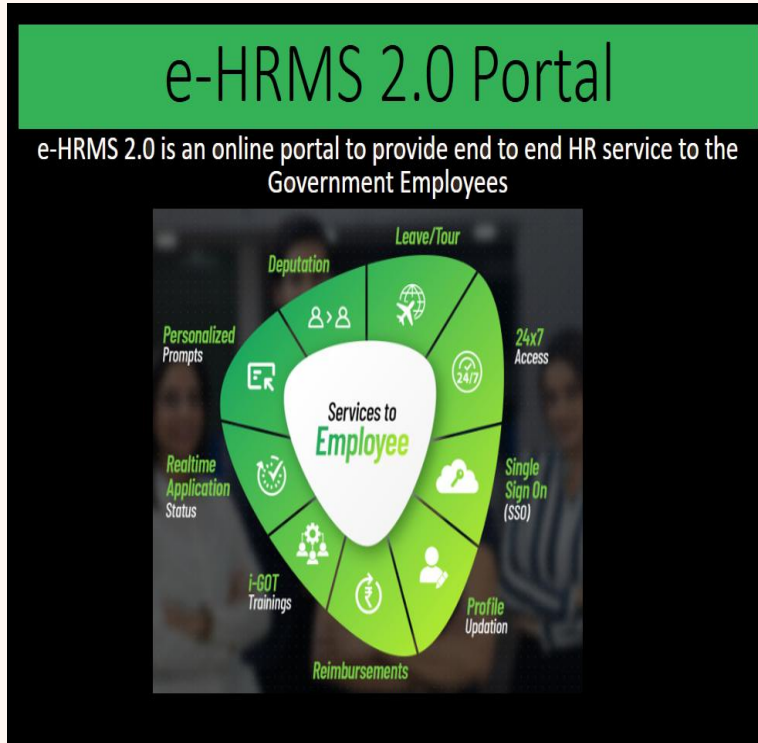 e-HRMS 2.0 Portal
e-HRMS 2.0 is an online portal to provide end to end HR service to the
Government Employees
Leave/Tour
Deputation
Personalized
Prompts
24x7
Access
24/7
Services to
Employee
Realtime
Application
Status
Single
Sign On
(SSO)
i-GOT
Trainings
Profile
Updation
Reimbursements